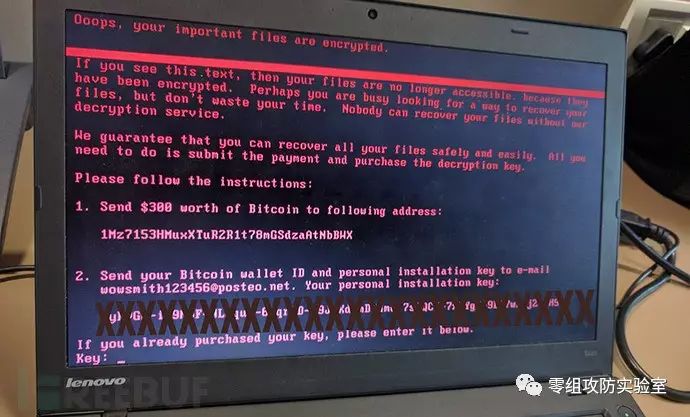 Ooops, your important files are encrypted.
If you see this text, then your files are no longer accessible, because they
have been encrypted. Perhaps you are busy looking for a way to recover your
files, but don't waste your time. Nobody can recover your files without our
decryption service.
We guarantee that you can recover all your files safely and easily. All you
need to do is submit the payment and purchase the decryption key.
Please follow the instructions:
1. Send $300 worth of Bitcoin to following address:
1Mz7153HMuxXTuR2R1t78mGSdzaAtNbBWX
2. Send your Bitcoin wallet ID and personal installation key to e-mail
wowsmith123456@posteo.net. Your personal installation key:
If you already purchased your key, please enter it below.
Key: _
lenovo
REEBUF
零组攻防实验室